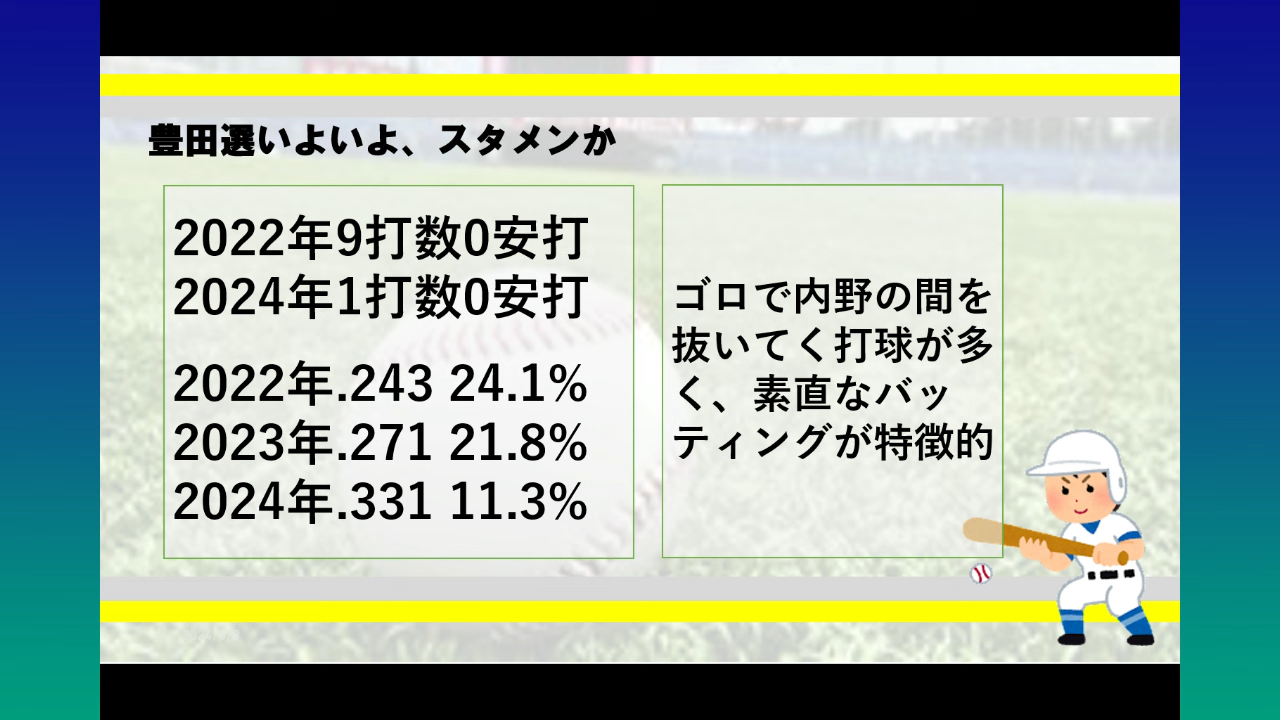 豊田選いよいよ、スタメンか
2022年9打数0安打
2024年1打数0安打
2022年.243 24.1%
2023年.271 21.8%
2024年.331 11.3%
ゴロで内野の間を
抜いてく打球が多
く、素直なバッ
ティングが特徴的